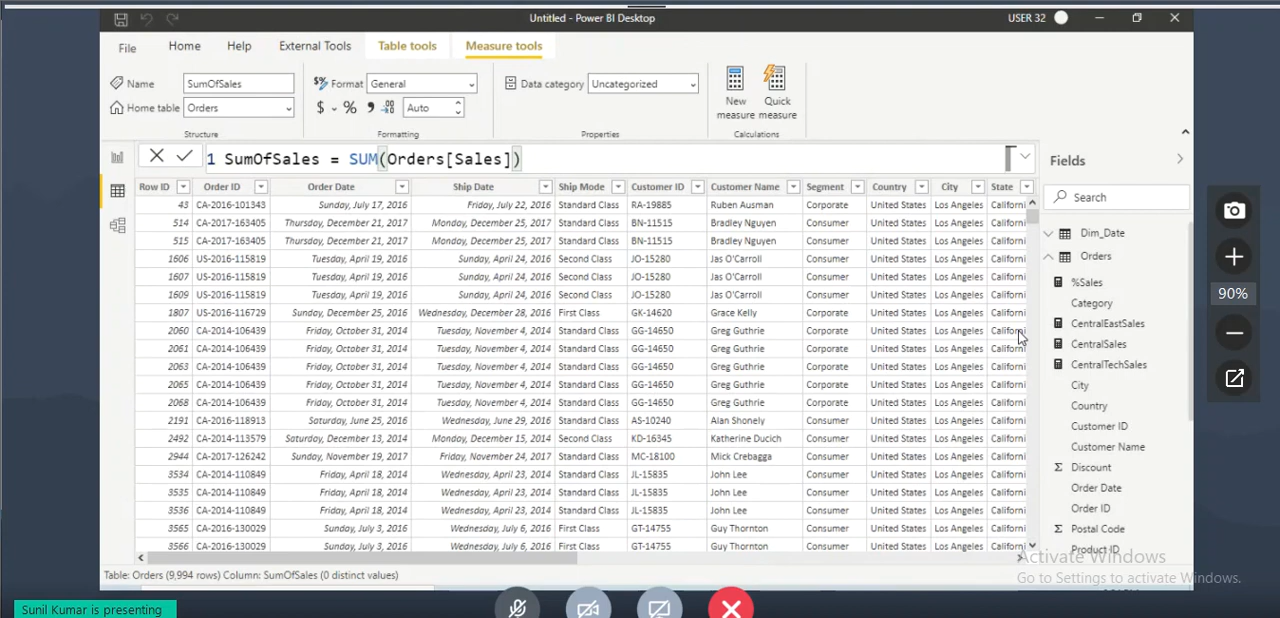 Untitled - Power BI Desktop
USER 32
File Home Help External Tools Table tools Measure tools
Name SumOfSales Format General Data category Uncategorized
New measure Quick measure
Home table Orders $ % Auto
Structure Formatting Properties Calculations
1 SumOfSales = SUM(Orders[Sales])
Row ID Order ID Order Date Ship Date Ship Mode Customer ID Customer Name Segment Country City State
43 CA-2016-101343 Sunday, July 17, 2016 Friday, July 22, 2016 Standard Class RA-19885 Ruben Ausman Corporate United States Los Angeles Californi
514 CA-2017-163405 Thursday, December 21, 2017 Monday, December 25, 2017 Standard Class BN-11515 Bradley Nguyen Consumer United States Los Angeles Californi
515 CA-2017-163405 Thursday, December 21, 2017 Monday, December 25, 2017 Standard Class BN-11515 Bradley Nguyen Consumer United States Los Angeles Californi
1606 US-2016-115819 Tuesday, April 19, 2016 Sunday, April 24, 2016 Second Class JO-15280 Jas O'Carroll Consumer United States Los Angeles Californi
1607 US-2016-115819 Tuesday, April 19, 2016 Sunday, April 24, 2016 Second Class JO-15280 Jas O'Carroll Consumer United States Los Angeles Californi
1609 US-2016-115819 Tuesday, April 19, 2016 Sunday, April 24, 2016 Second Class JO-15280 Jas O'Carroll Consumer United States Los Angeles Californi
1807 US-2016-116729 Sunday, December 25, 2016 Wednesday, December 28, 2016 First Class GK-14620 Grace Kelly Corporate United States Los Angeles Californi
2060 CA-2014-106439 Friday, October 31, 2014 Tuesday, November 4, 2014 Standard Class GG-14650 Greg Guthrie Corporate United States Los Angeles Californi
2061 CA-2014-106439 Friday, October 31, 2014 Tuesday, November 4, 2014 Standard Class GG-14650 Greg Guthrie Corporate United States Los Angeles Californi
2063 CA-2014-106439 Friday, October 31, 2014 Tuesday, November 4, 2014 Standard Class GG-14650 Greg Guthrie Corporate United States Los Angeles Californi
2065 CA-2014-106439 Friday, October 31, 2014 Tuesday, November 4, 2014 Standard Class GG-14650 Greg Guthrie Corporate United States Los Angeles Californi
2068 CA-2014-106439 Friday, October 31, 2014 Tuesday, November 4, 2014 Standard Class GG-14650 Greg Guthrie Corporate United States Los Angeles Californi
2191 CA-2016-118913 Saturday, June 25, 2016 Wednesday, June 29, 2016 Standard Class AS-10240 Alan Shonely Consumer United States Los Angeles Californi
2492 CA-2014-113579 Saturday, December 13, 2014 Monday, December 15, 2014 Second Class KD-16345 Katherine Ducich Consumer United States Los Angeles Californi
2944 CA-2017-126242 Sunday, November 19, 2017 Friday, November 24, 2017 Standard Class MC-18100 Mick Crebagga Consumer United States Los Angeles Californi
3534 CA-2014-110849 Friday, April 18, 2014 Wednesday, April 23, 2014 Standard Class JL-15835 John Lee Consumer United States Los Angeles Californi
3535 CA-2014-110849 Friday, April 18, 2014 Wednesday, April 23, 2014 Standard Class JL-15835 John Lee Consumer United States Los Angeles Californi
3536 CA-2014-110849 Friday, April 18, 2014 Wednesday, April 23, 2014 Standard Class JL-15835 John Lee Consumer United States Los Angeles Californi
3565 CA-2016-130029 Sunday, July 3, 2016 Wednesday, July 6, 2016 First Class GT-14755 Guy Thornton Consumer United States Los Angeles Californi
3566 CA-2016-130029 Sunday, July 3, 2016 Wednesday, July 6, 2016 First Class GT-14755 Guy Thornton Consumer United States Los Angeles Californi
Table: Orders (9,994 rows) Column: SumOfSales (0 distinct values)
Fields
Search
Dim_Date
Orders
%Sales
Category
CentralEastSales
CentralSales
CentralTechSales
City
Country
Customer ID
Customer Name
Σ Discount
Order Date
Order ID
Σ Postal Code
Product ID
90%
Activate Windows
Go to Settings to activate Windows.
Sunil Kumar is presenting